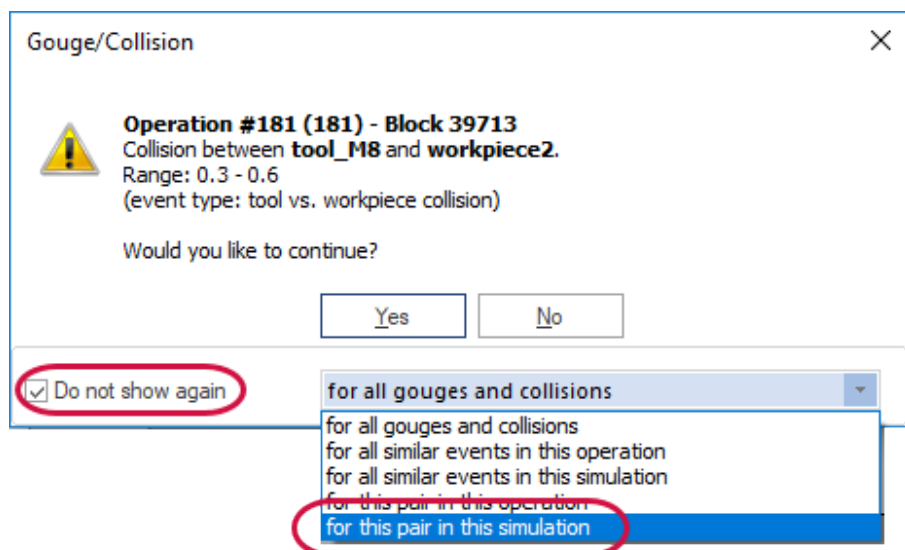 Gouge/Collision
Operation #181 (181) - Block 39713
Collision between tool_M8 and workpiece2.
Range: 0.3 - 0.6
(event type: tool vs. workpiece collision)
Would you like to continue?
Yes
No
Do not show again
for all gouges and collisions
for all gouges and collisions
for all similar events in this operation
for all similar events in this simulation
for this pair in this operation
for this pair in this simulation